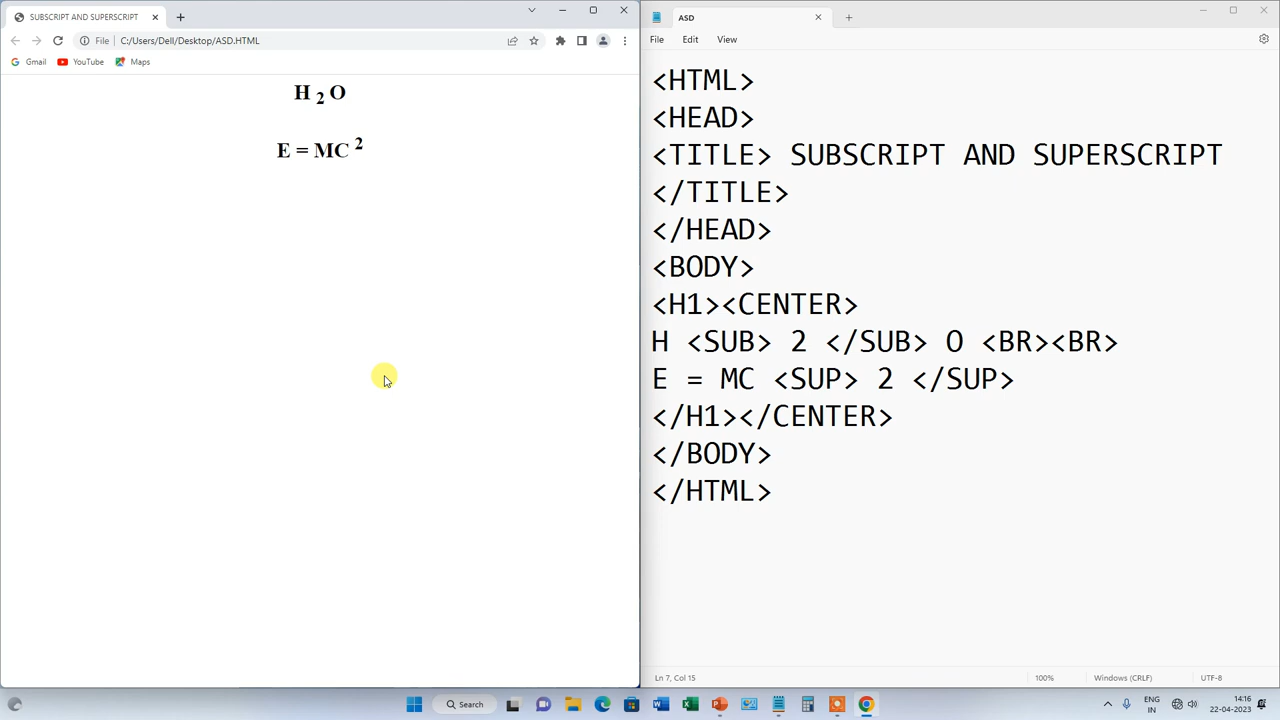 SUBSCRIPT AND SUPERSCRIPT
File C:/Users/Dell/Desktop/ASD.HTML
Gmail YouTube Maps
H 2 O
E = MC 2
ASD
File Edit View
<HTML>
<HEAD>
<TITLE> SUBSCRIPT AND SUPERSCRIPT
</TITLE>
</HEAD>
<BODY>
<H1><CENTER>
H <SUB> 2 </SUB> O <BR><BR>
E = MC <SUP> 2 </SUP>
</H1></CENTER>
</BODY>
</HTML>
Ln 7, Col 15 100% Windows (CRLF) UTF-8
Search
ENG
IN
14:16
22-04-2023